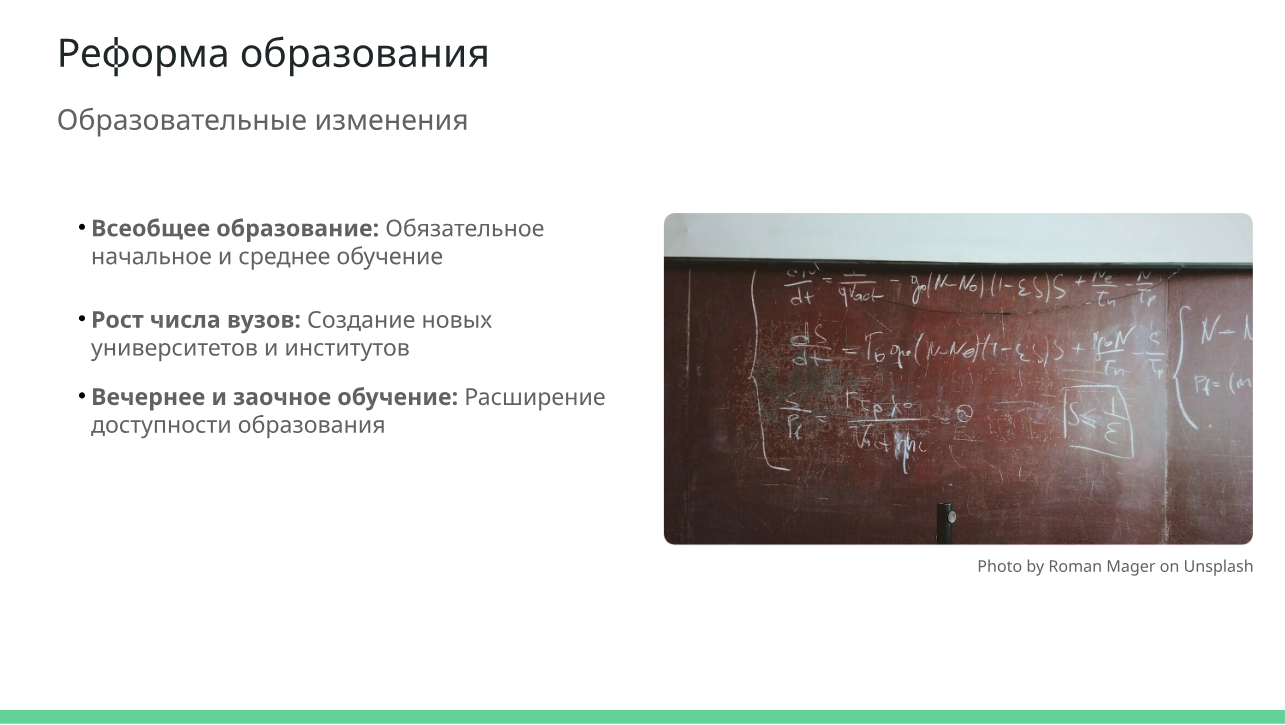 Реформа образования
Образовательные изменения
• Всеобщее образование: Обязательное
начальное и среднее обучение
• Рост числа вузов: Создание новых
университетов и институтов
• Вечернее и заочное обучение: Расширение
доступности образования
Photo by Roman Mager on Unsplash